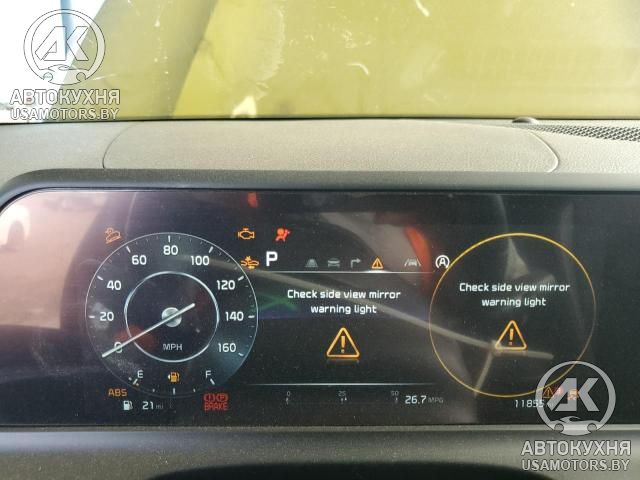 AK
АВТОКУХНЯ
USAMOTORS.BY
P
80
60
100
40
120
20
140
0
160
MPH
Check side view mirror
warning light
Check side view mirror
warning light
E
F
ABS
21 mi
BRAKE
0
25
50
26.7 MPG
AK
АВТОКУХНЯ
USAMOTORS.BY